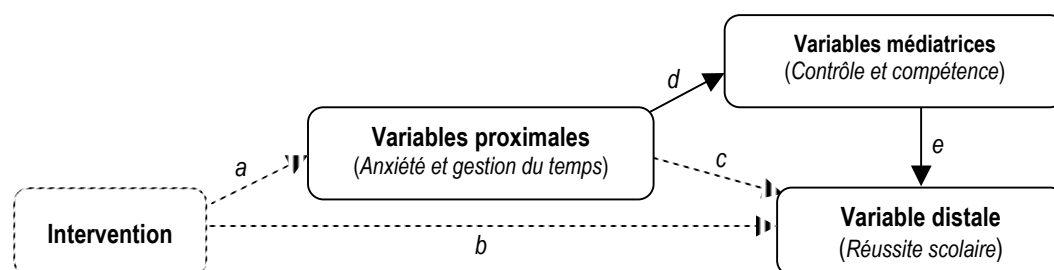 Variables médiatrices
(Contrôle et compétence)
d
Variables proximales
(Anxiété et gestion du temps)
a
c
e
Intervention
b
Variable distale
(Réussite scolaire)